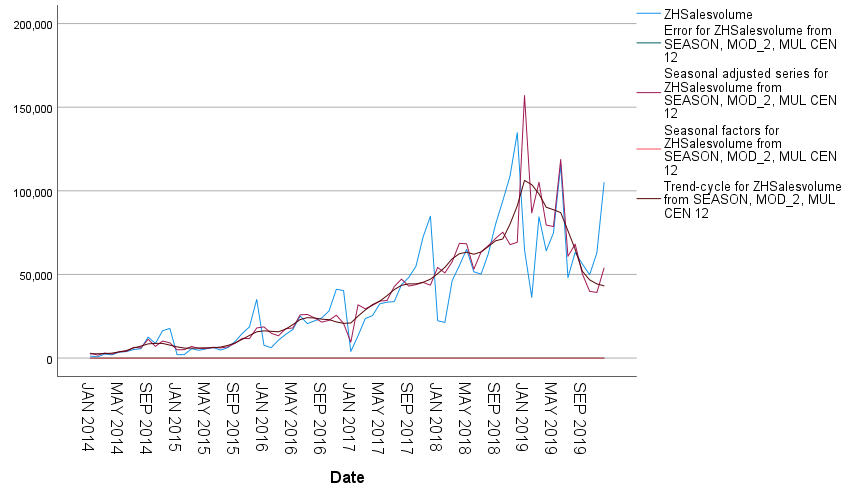 200,000
150,000
100,000
50,000
0
JAN 2014
MAY 2014
SEP 2014
JAN 2015
MAY 2015
SEP 2015
JAN 2016
MAY 2016
SEP 2016
JAN 2017
MAY 2017
SEP 2017
JAN 2018
MAY 2018
SEP 2018
JAN 2019
MAY 2019
SEP 2019
Date
ZHSalesvolume
Error for ZHSalesvolume from
SEASON, MOD_2, MUL CEN
12
Seasonal adjusted series for
ZHSalesvolume from
SEASON, MOD_2, MUL CEN
12
Seasonal factors for
ZHSalesvolume from
SEASON, MOD_2, MUL CEN
12
Trend-cycle for ZHSalesvolume
from SEASON, MOD_2, MUL
CEN 12